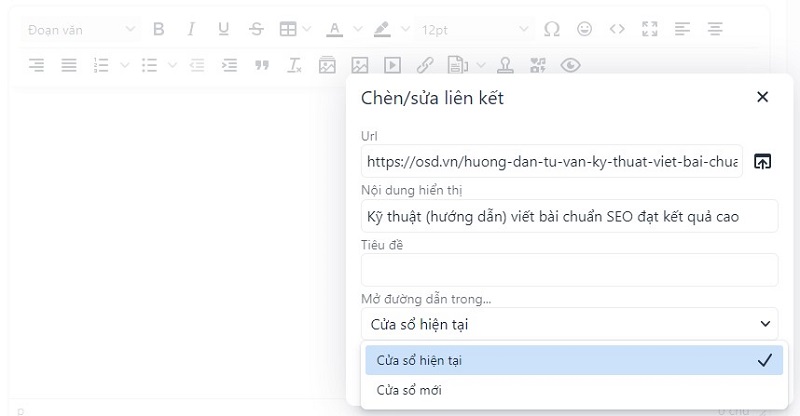 Đoạn văn
B I U S A 12pt
Chèn/sửa liên kết
Url
https://osd.vn/huong-dan-tu-van-ky-thuat-viet-bai-chua
Nội dung hiển thị
Kỹ thuật (hướng dẫn) viết bài chuẩn SEO đạt kết quả cao
Tiêu đề
Mở đường dẫn trong...
Cửa sổ hiện tại
Cửa sổ hiện tại
Cửa sổ mới
p